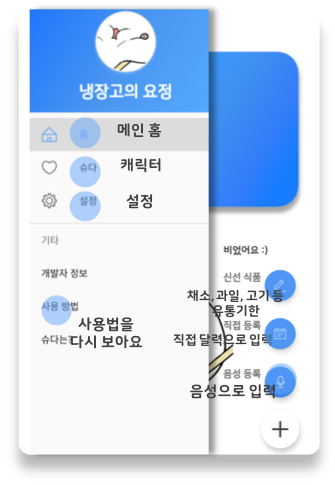 냉장고의 요정
홈
메인 홈
슈다
캐릭터
설정
설정
기타
개발자 정보
사용 방법
사용법을
다시 보아요
슈다는?
비었어요 :)
신선 식품
채소, 과일, 고기 등
유통기한
직접 등록
직접 달력으로 입력
음성 등록
음성으로 입력